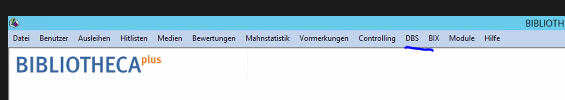 BIBLIOTH
Datei Benutzer Ausleihen Hitlisten Medien Bewertungen Mahnstatistik Vormerkungen Controlling DBS BIX Module Hilfe
BIBLIOTHECAplus